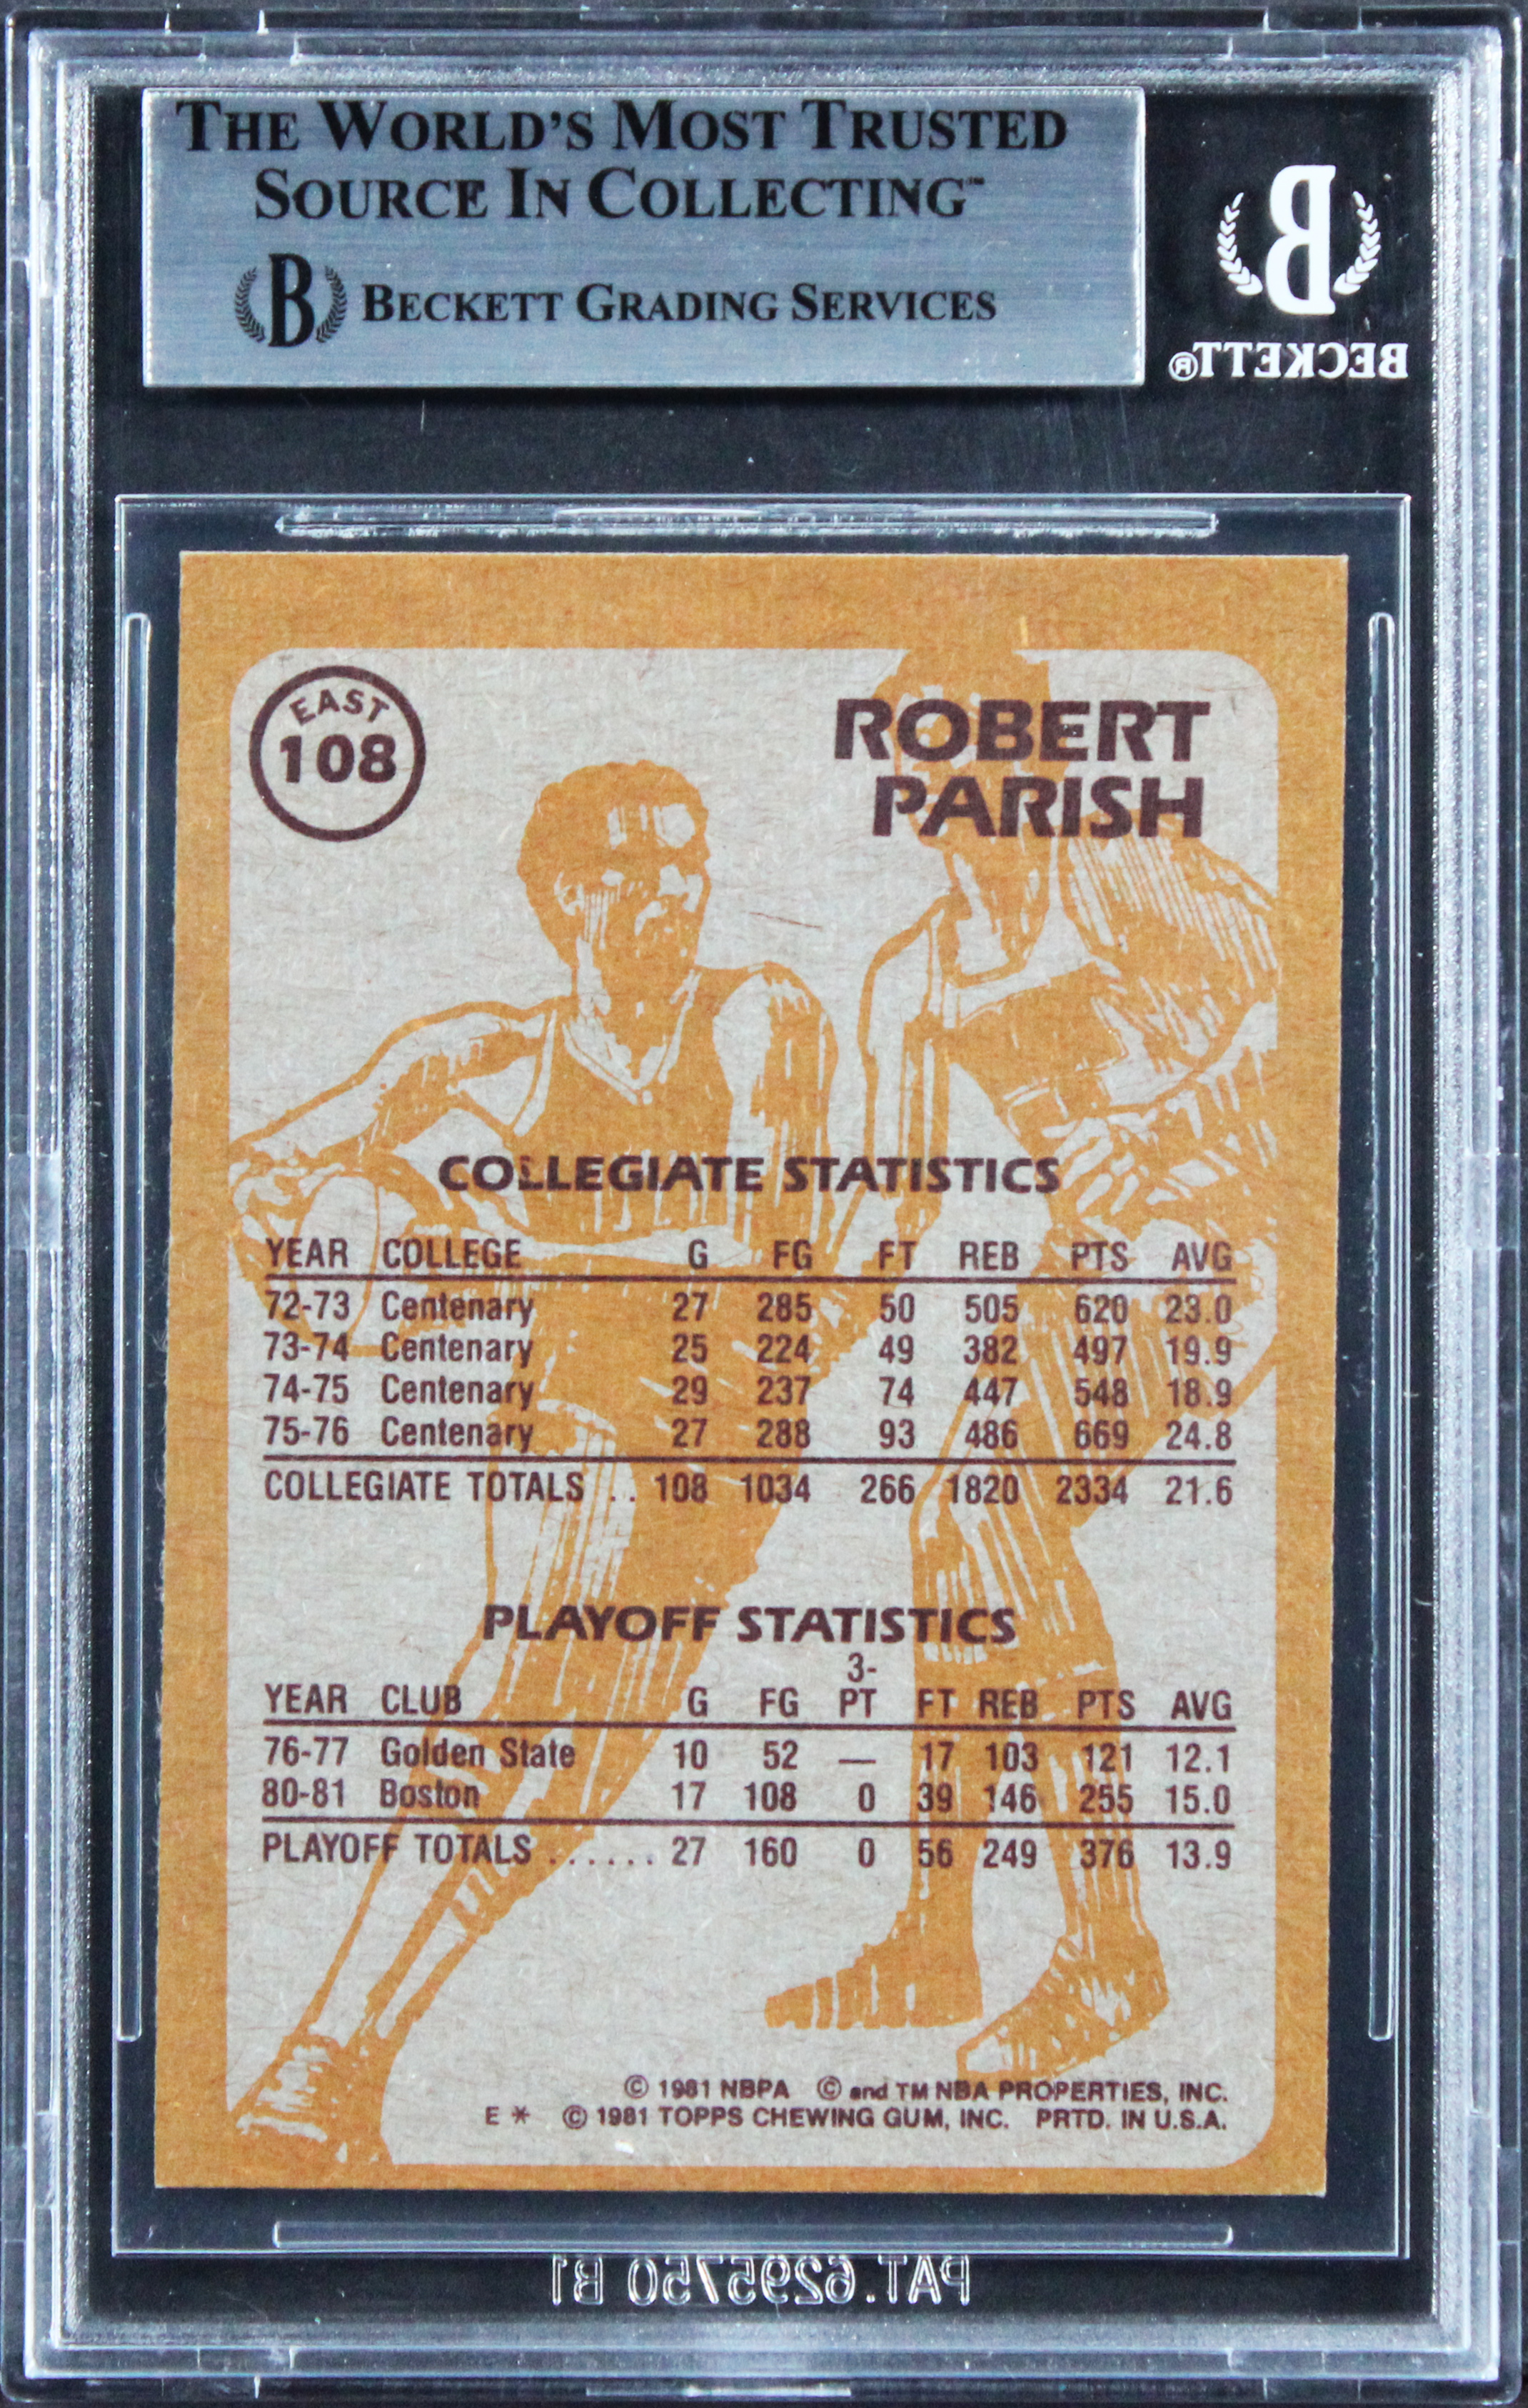 THE WORLD'S MOST TRUSTED
SOURCE IN COLLECTING™
B BECKETT GRADING SERVICES
B
BECKETT®
EAST
108
ROBERT
PARISH
COLLEGIATE STATISTICS
YEAR COLLEGE G FG FT REB PTS AVG
72-73 Centenary 27 285 50 505 620 23.0
73-74 Centenary 25 224 49 382 497 19.9
74-75 Centenary 29 237 74 447 548 18.9
75-76 Centenary 27 288 93 486 669 24.8
COLLEGIATE TOTALS .. 108 1034 266 1820 2334 21.6
PLAYOFF STATISTICS
YEAR CLUB G FG 3-PT FT REB PTS AVG
76-77 Golden State 10 52 — 17 103 121 12.1
80-81 Boston 17 108 0 39 146 255 15.0
PLAYOFF TOTALS ...... 27 160 0 56 249 376 13.9
© 1981 NBPA © and TM NBA PROPERTIES, INC.
E * © 1981 TOPPS CHEWING GUM, INC. PRTD. IN U.S.A.
PAT. 6295750 B1